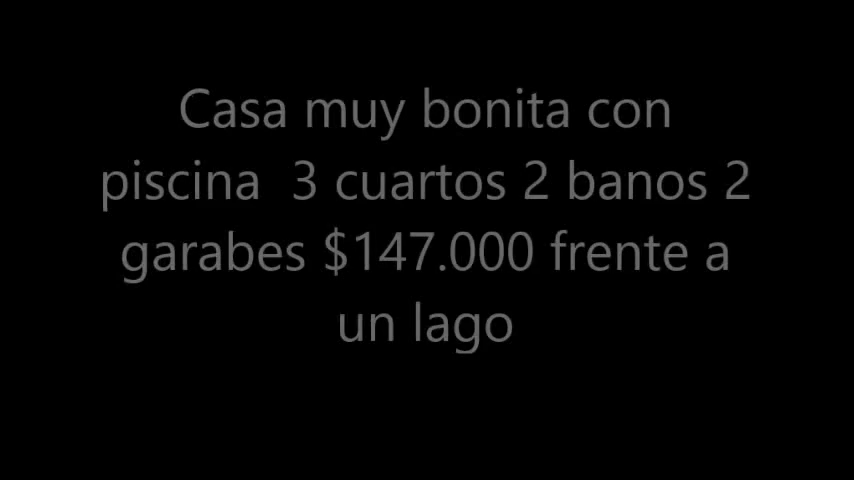 Casa muy bonita con
piscina  3 cuartos 2 banos 2
garabes $147.000 frente a
un lago